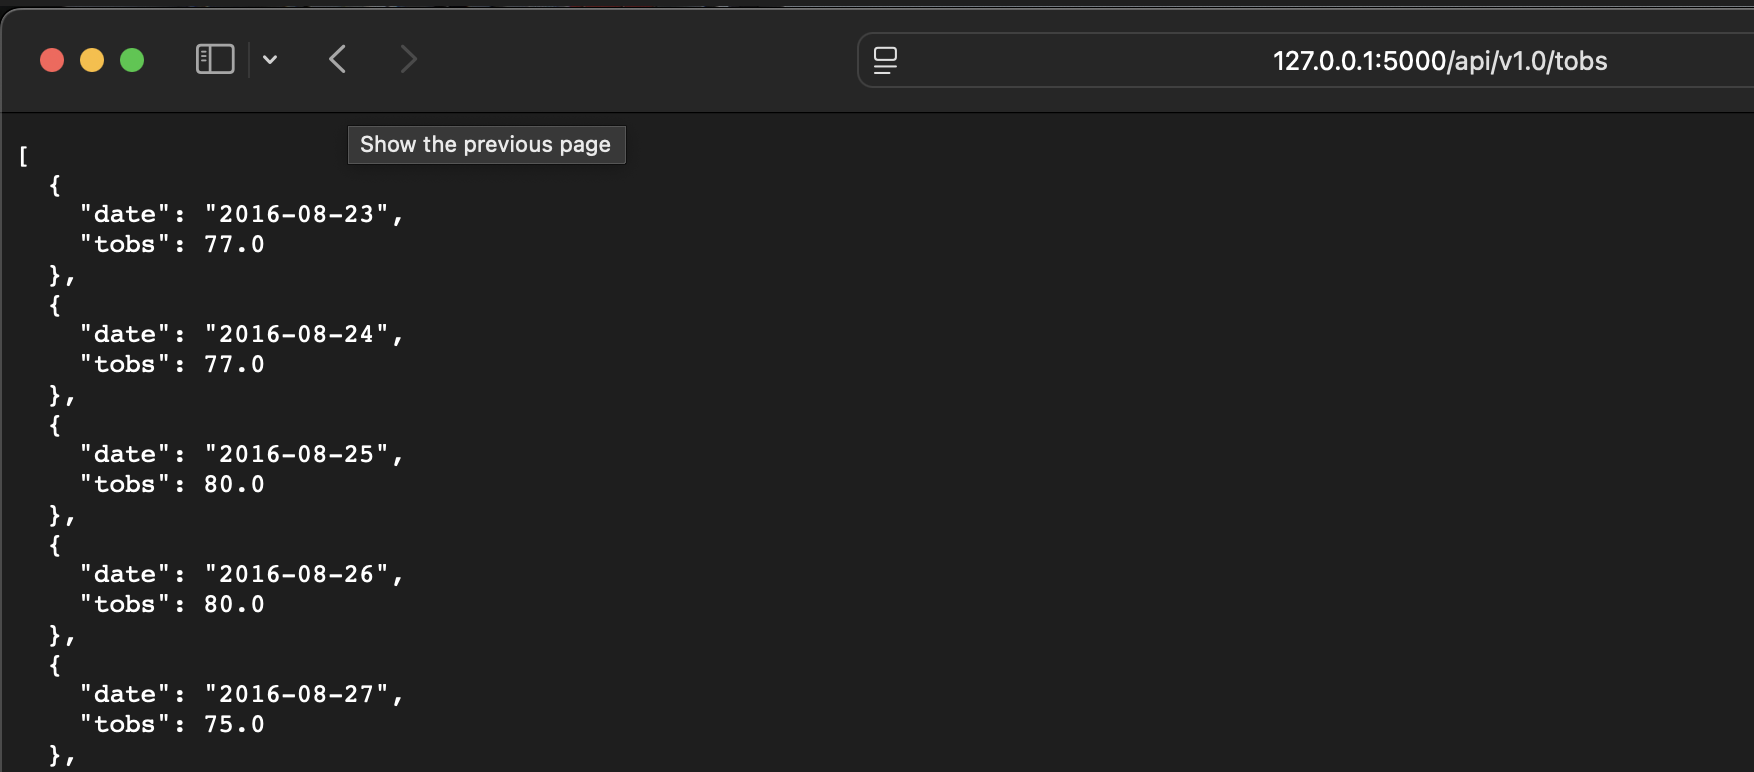 127.0.0.1:5000/api/v1.0/tobs
Show the previous page
[
  {
    "date": "2016-08-23",
    "tobs": 77.0
  },
  {
    "date": "2016-08-24",
    "tobs": 77.0
  },
  {
    "date": "2016-08-25",
    "tobs": 80.0
  },
  {
    "date": "2016-08-26",
    "tobs": 80.0
  },
  {
    "date": "2016-08-27",
    "tobs": 75.0
  },